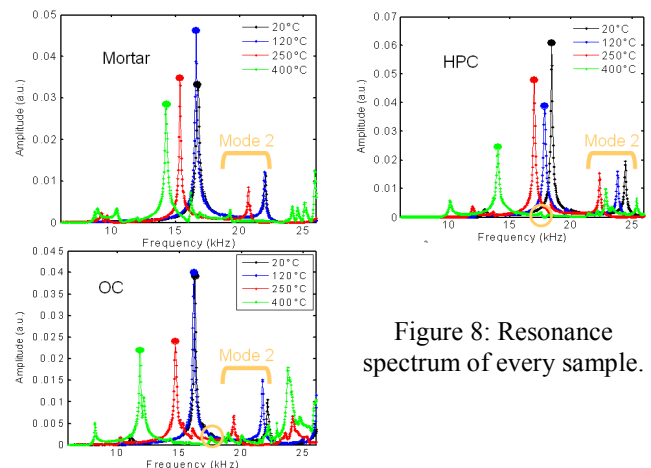 0.05
0.04
0.03
0.02
0.01
0
Amplitude (a.u.)
Mortar
20°C
120°C
250°C
400°C
Mode 2
10 15 20 25
Frequency (kHz)
0.07
0.06
0.05
0.04
0.03
0.02
0.01
0
Amplitude (a.u.)
HPC
20°C
120°C
250°C
400°C
Mode 2
10 15 20 25
Frequency (kHz)
0.045
0.04
0.035
0.03
0.025
0.02
0.015
0.01
0.005
0
Amplitude (a.u.)
OC
20°C
120°C
250°C
400°C
Mode 2
10 15 20 25
Frequency (kHz)
Figure 8: Resonance
spectrum of every sample.